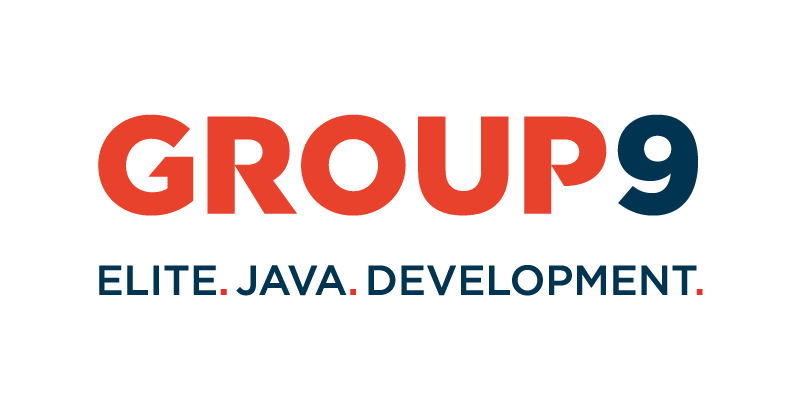 GROUP9
ELITE. JAVA. DEVELOPMENT.